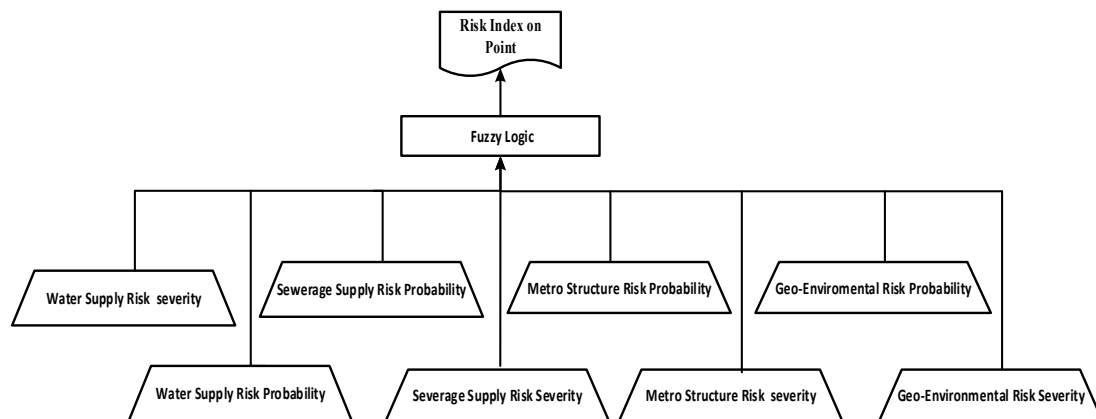 Risk Index on
Point
Fuzzy Logic
Water Supply Risk severity
Sewerage Supply Risk Probability
Metro Structure Risk Probability
Geo-Enviromental Risk Probability
Water Supply Risk Probability
Severage Supply Risk Severity
Metro Structure Risk severity
Geo-Environmental Risk Severity